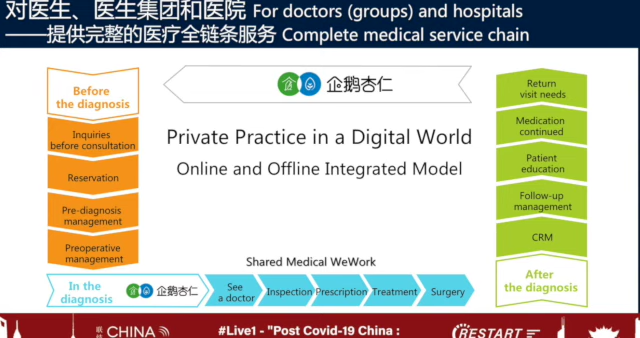 对医生、医生集团和医院 For doctors (groups) and hospitals
——提供完整的医疗全链条服务 Complete medical service chain
Before
the diagnosis
Inquiries
before consultation
Reservation
Pre-diagnosis
management
Preoperative
management
企鹅杏仁
Private Practice in a Digital World
Online and Offline Integrated Model
Shared Medical WeWork
In the
diagnosis
企鹅杏仁
See
a doctor
Inspection
Prescription
Treatment
Surgery
Return
visit needs
Medication
continued
Patient
education
Follow-up
management
CRM
After
the diagnosis
CHINA
#Live1 - "Post Covid-19 China :
RESTART